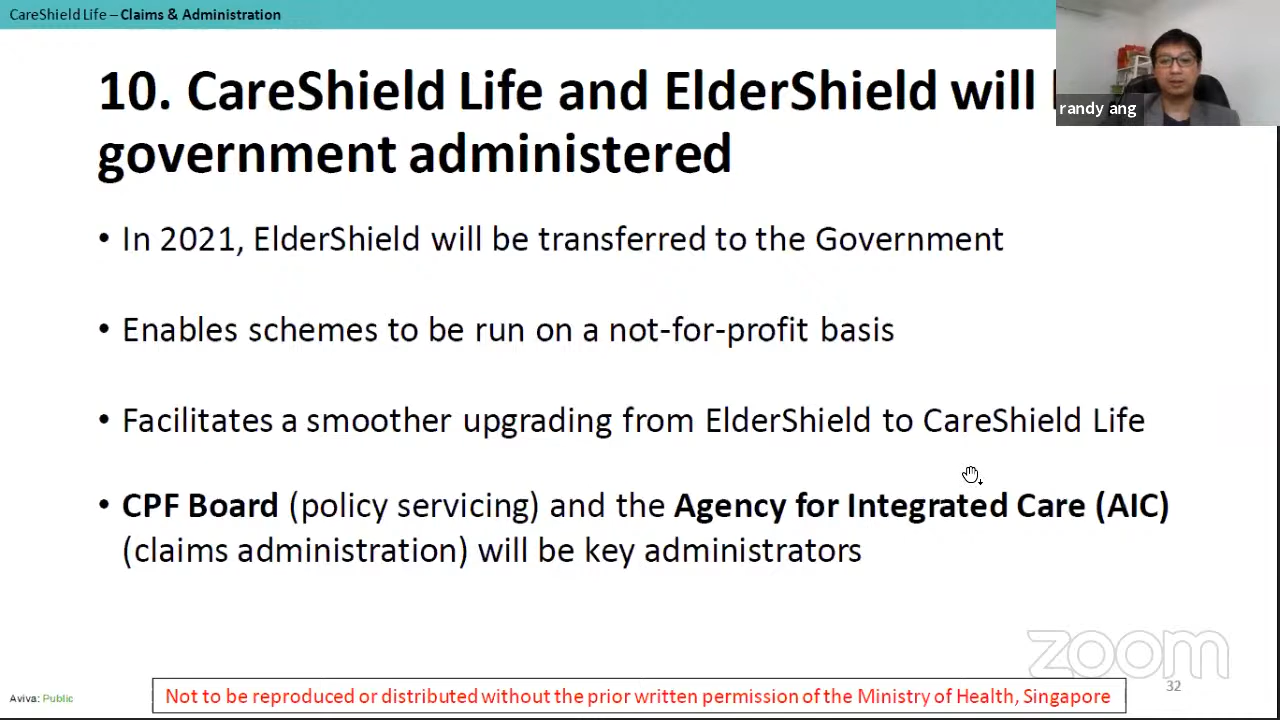 CareShield Life – Claims & Administration
10. CareShield Life and ElderShield will
randy ang
government administered
• In 2021, ElderShield will be transferred to the Government
• Enables schemes to be run on a not-for-profit basis
• Facilitates a smoother upgrading from ElderShield to CareShield Life
• CPF Board (policy servicing) and the Agency for Integrated Care (AIC)
(claims administration) will be key administrators
zoom
32
Aviva: Public
Not to be reproduced or distributed without the prior written permission of the Ministry of Health, Singapore